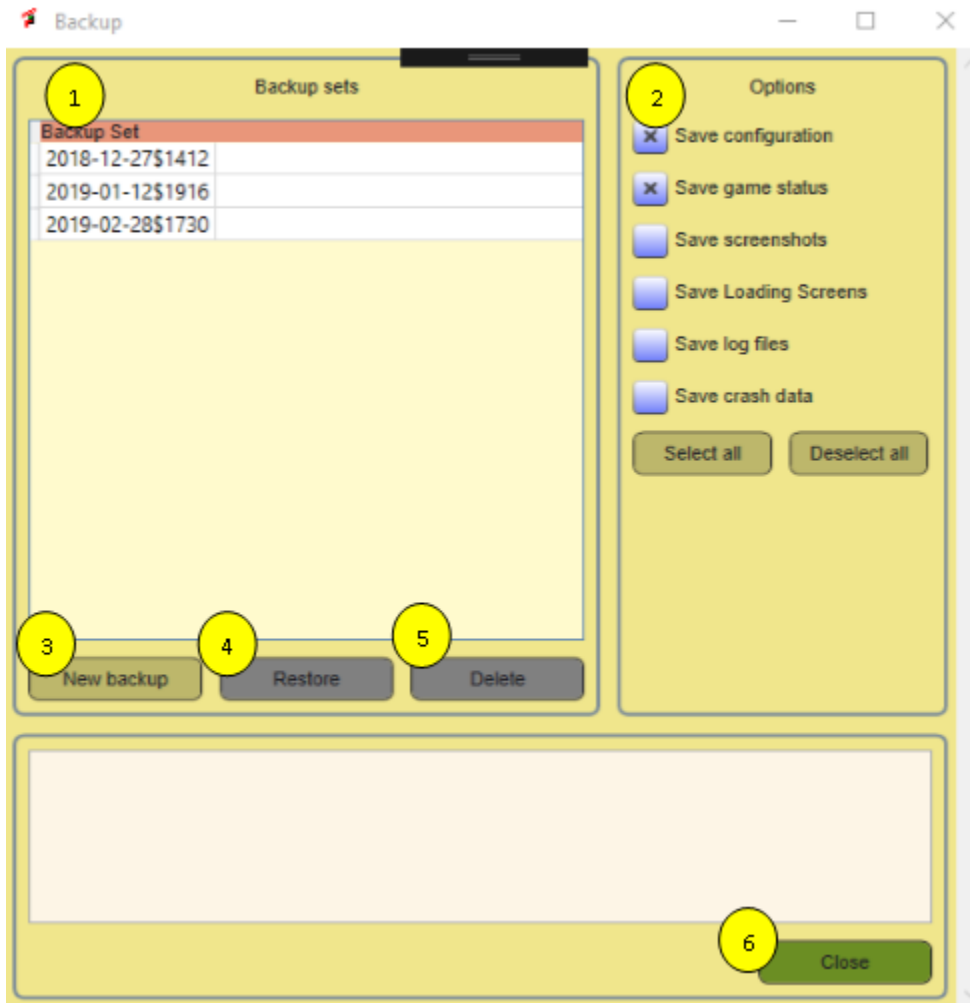 Backup
1
Backup sets
Backup Set
2018-12-27$1412
2019-01-12$1916
2019-02-28$1730
3
4
5
New backup
Restore
Delete
2
Options
Save configuration
Save game status
Save screenshots
Save Loading Screens
Save log files
Save crash data
Select all
Deselect all
6
Close